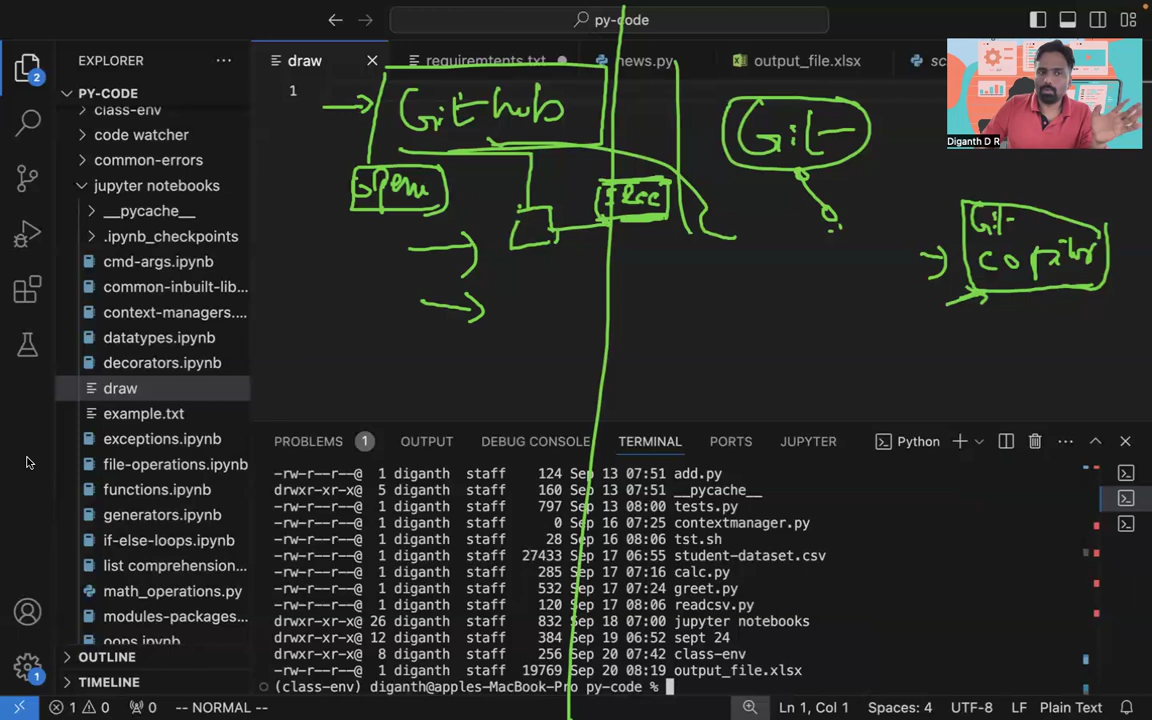 py-code
EXPLORER
draw
requiremtents.txt
news.py
output_file.xlsx
sc
PY-CODE
class-env
code watcher
common-errors
jupyter notebooks
__pycache__
.ipynb_checkpoints
cmd-args.ipynb
common-inbuilt-lib...
context-managers....
datatypes.ipynb
decorators.ipynb
draw
example.txt
exceptions.ipynb
file-operations.ipynb
functions.ipynb
generators.ipynb
if-else-loops.ipynb
list comprehension...
math_operations.py
modules-packages...
oops.ipynb
OUTLINE
TIMELINE
2
1
1
Git-hub
Git
Git
Diganth D R
PROBLEMS 1 OUTPUT DEBUG CONSOLE TERMINAL PORTS JUPYTER Python
-rw-r--r--@ 1 diganth staff 124 Sep 13 07:51 add.py
drwxr-xr-x@ 5 diganth staff 160 Sep 13 07:51 __pycache__
-rw-r--r--@ 1 diganth staff 797 Sep 13 08:00 tests.py
-rw-r--r--@ 1 diganth staff 0 Sep 16 07:25 contextmanager.py
-rw-r--r--@ 1 diganth staff 28 Sep 16 08:06 tst.sh
-rw-r--r--@ 1 diganth staff 27433 Sep 17 06:55 student-dataset.csv
-rw-r--r--@ 1 diganth staff 285 Sep 17 07:16 calc.py
-rw-r--r--@ 1 diganth staff 532 Sep 17 07:24 greet.py
-rw-r--r--@ 1 diganth staff 120 Sep 17 08:06 readcsv.py
drwxr-xr-x@ 26 diganth staff 832 Sep 18 07:00 jupyter notebooks
drwxr-xr-x@ 12 diganth staff 384 Sep 19 06:52 sept 24
drwxr-xr-x@ 8 diganth staff 256 Sep 20 07:42 class-env
-rw-r--r--@ 1 diganth staff 19769 Sep 20 08:19 output_file.xlsx
(class-env) diganth@apples-MacBook-Pro py-code %
1 0 0 -- NORMAL -- Ln 1, Col 1 Spaces: 4 UTF-8 LF Plain Text